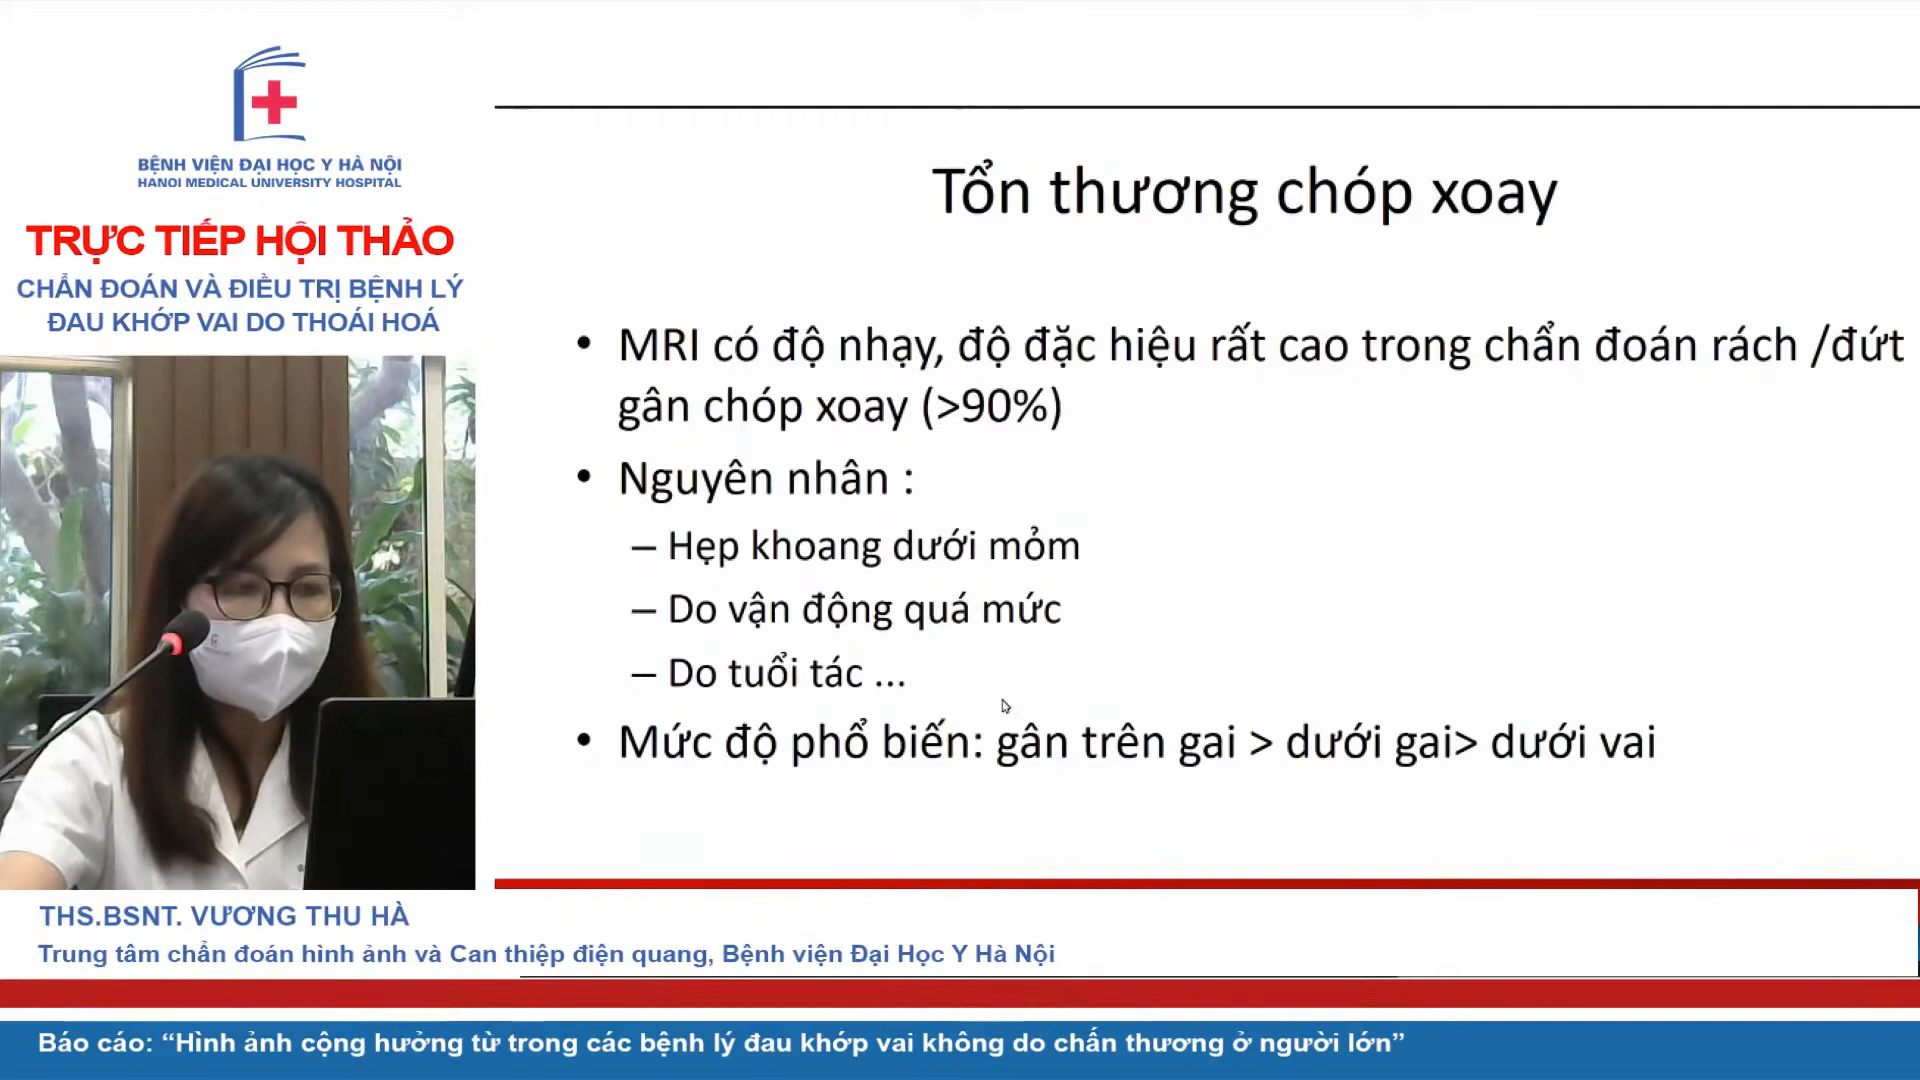 BỆNH VIỆN ĐẠI HỌC Y HÀ NỘI
HANOI MEDICAL UNIVERSITY HOSPITAL
TRỰC TIẾP HỘI THẢO
CHẨN ĐOÁN VÀ ĐIỀU TRỊ BỆNH LÝ
ĐAU KHỚP VAI DO THOÁI HOÁ
Tổn thương chóp xoay
• MRI có độ nhạy, độ đặc hiệu rất cao trong chẩn đoán rách /đứt
gân chóp xoay (>90%)
• Nguyên nhân :
– Hẹp khoang dưới mỏm
– Do vận động quá mức
– Do tuổi tác ...
• Mức độ phổ biến: gân trên gai > dưới gai> dưới vai
THS.BSNT. VƯƠNG THU HÀ
Trung tâm chẩn đoán hình ảnh và Can thiệp điện quang, Bệnh viện Đại Học Y Hà Nội
Báo cáo: “Hình ảnh cộng hưởng từ trong các bệnh lý đau khớp vai không do chấn thương ở người lớn”